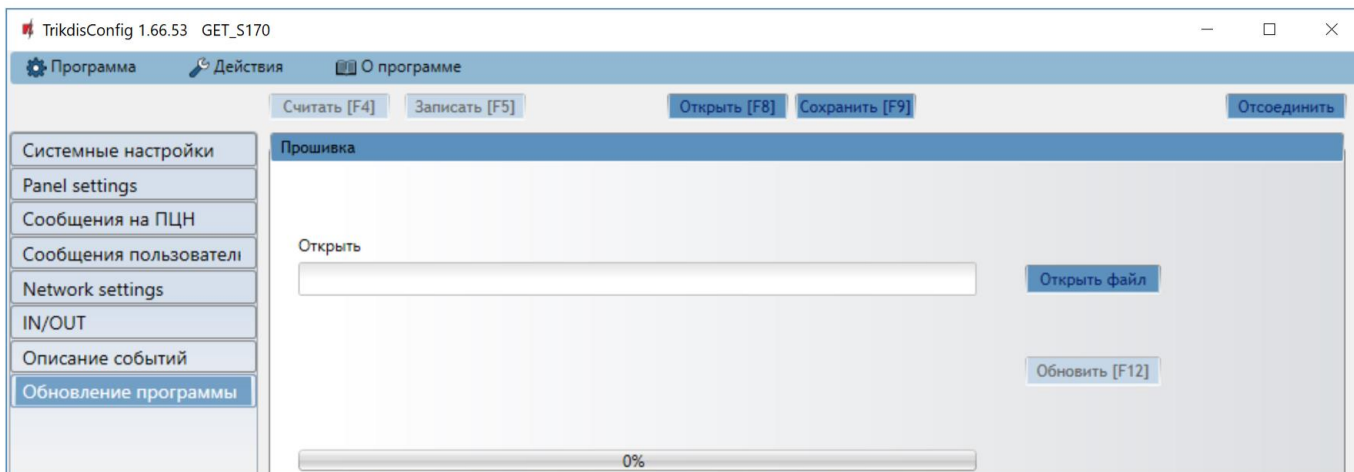 TrikdisConfig 1.66.53 GET_S170
Программа Действия О программе
Считать [F4] Записать [F5] Открыть [F8] Сохранить [F9] Отсоединить
Системные настройки
Panel settings
Сообщения на ПЦН
Сообщения пользовател
Network settings
IN/OUT
Описание событий
Обновление программы
Прошивка
Открыть
Открыть файл
Обновить [F12]
0%